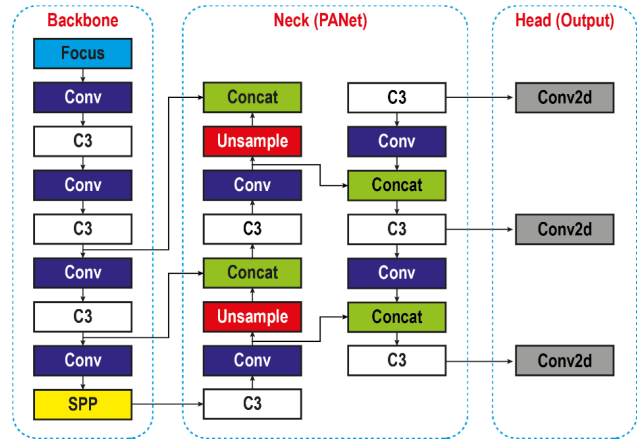 Backbone
Neck (PANet)
Head (Output)
Focus
Conv
C3
Conv
C3
Conv
C3
Conv
SPP
Concat
Unsample
Conv
C3
Concat
Unsample
Conv
C3
C3
Conv
Concat
C3
Conv
Concat
C3
Conv2d
Conv2d
Conv2d